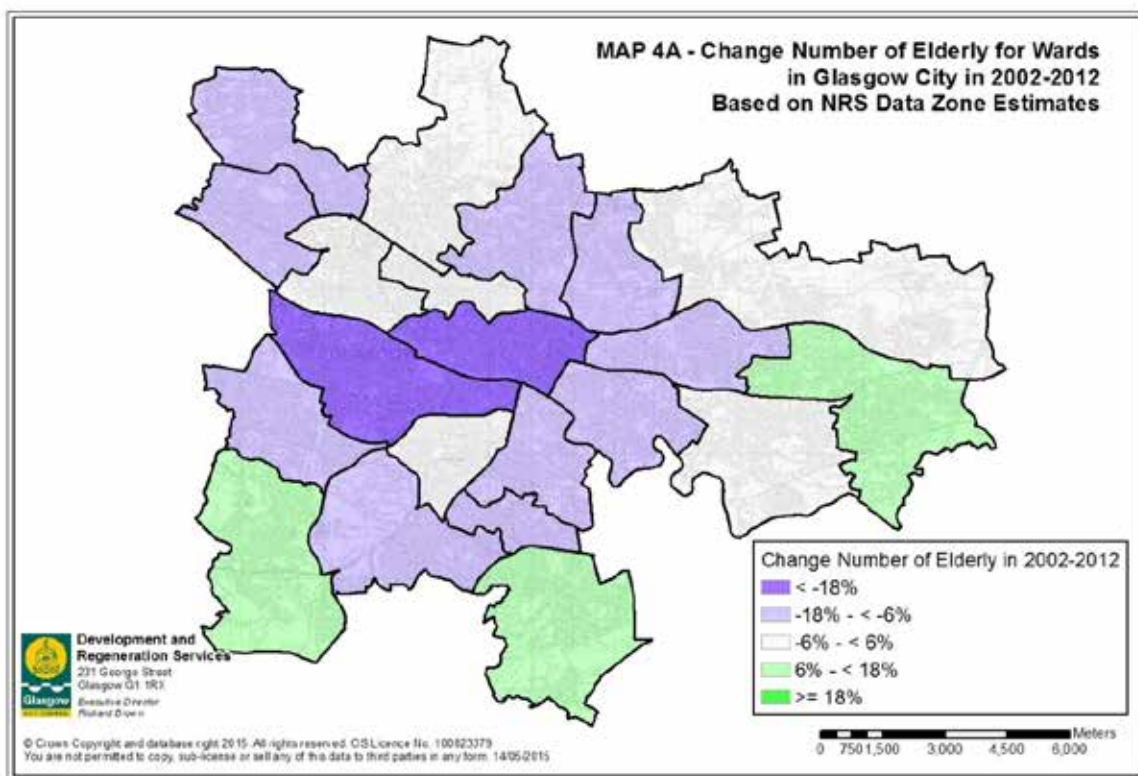 MAP 4A - Change Number of Elderly for Wards
in Glasgow City in 2002-2012
Based on NRS Data Zone Estimates
Change Number of Elderly in 2002-2012
< -18%
-18% - < -6%
-6% - < 6%
6% - < 18%
>= 18%
Development and
Regeneration Services
231 George Street
Glasgow G1 1RX
Executive Director
Richard Brown
Glasgow
Meters
0 750 1,500 3,000 4,500 6,000
© Crown Copyright and database right 2015. All rights reserved. OS Licence No. 100023379
You are not permitted to copy, sub-license or sell any of this data to third parties in any form. 14/05/2015